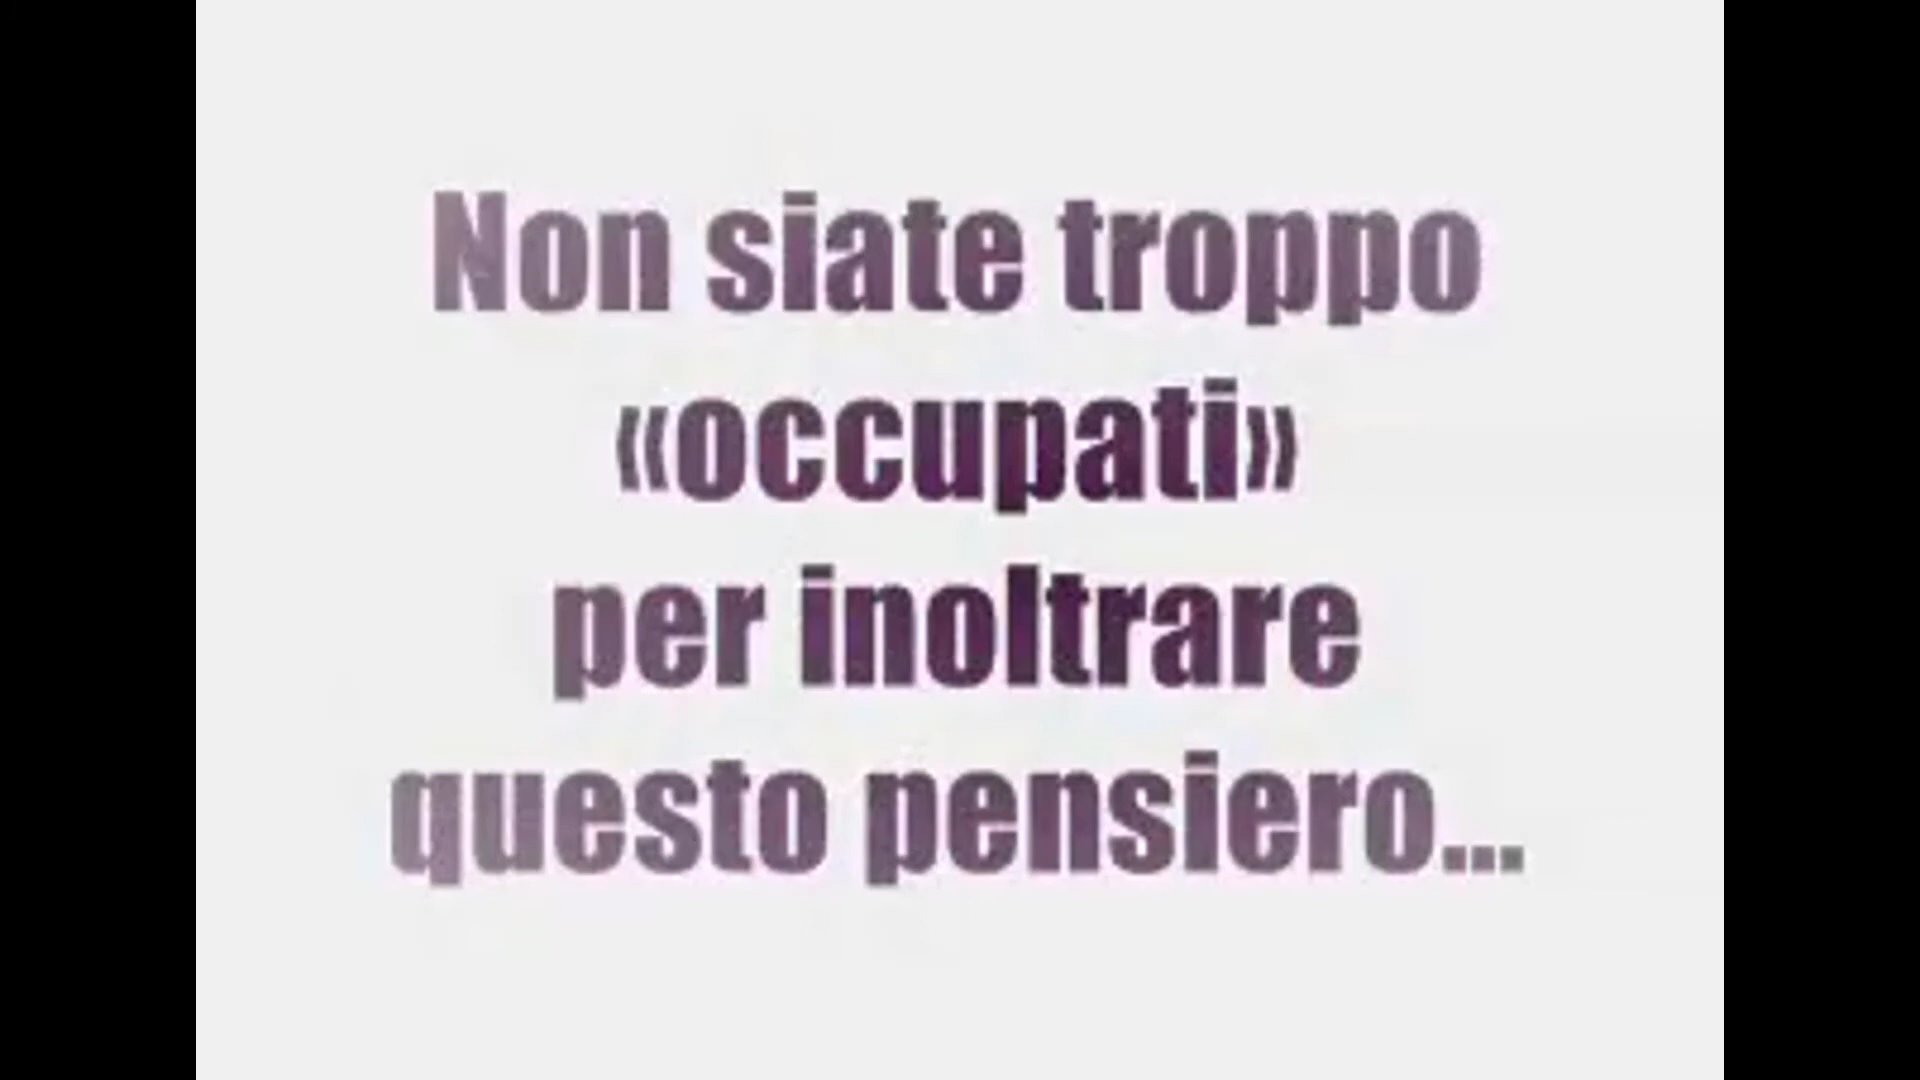 Non siate troppo
«occupati»
per inoltrare
questo pensiero...